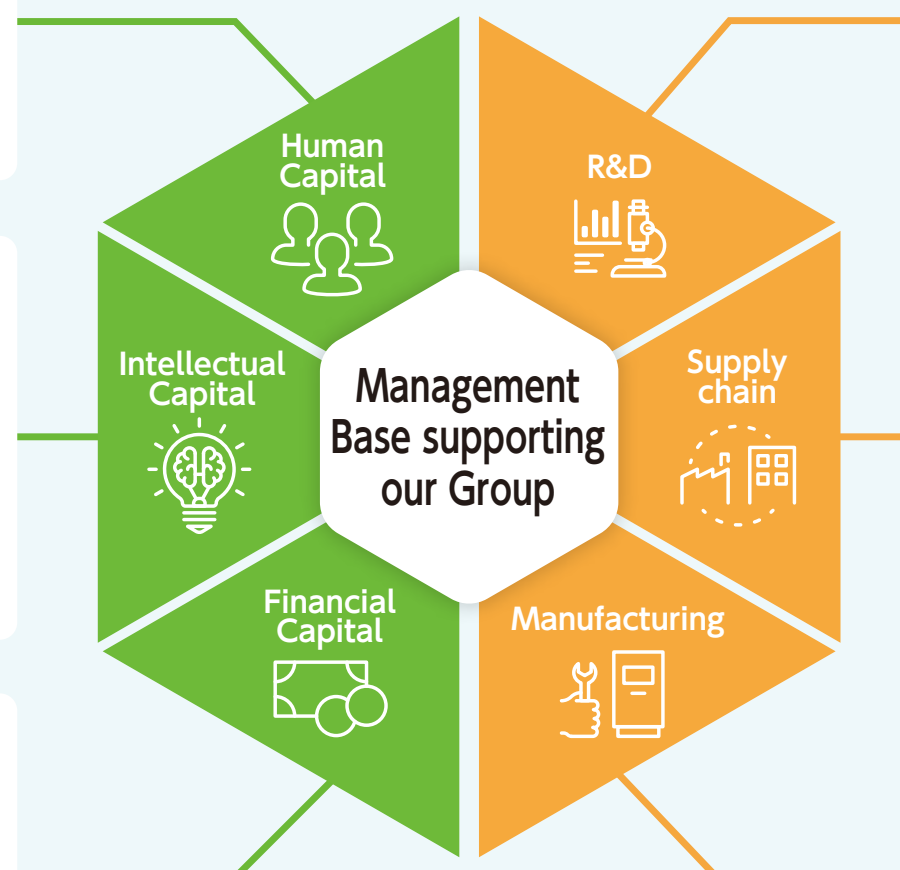 Human
Capital
R&D
Intellectual
Capital
Supply
chain
Management
Base supporting
our Group
Financial
Capital
Manufacturing